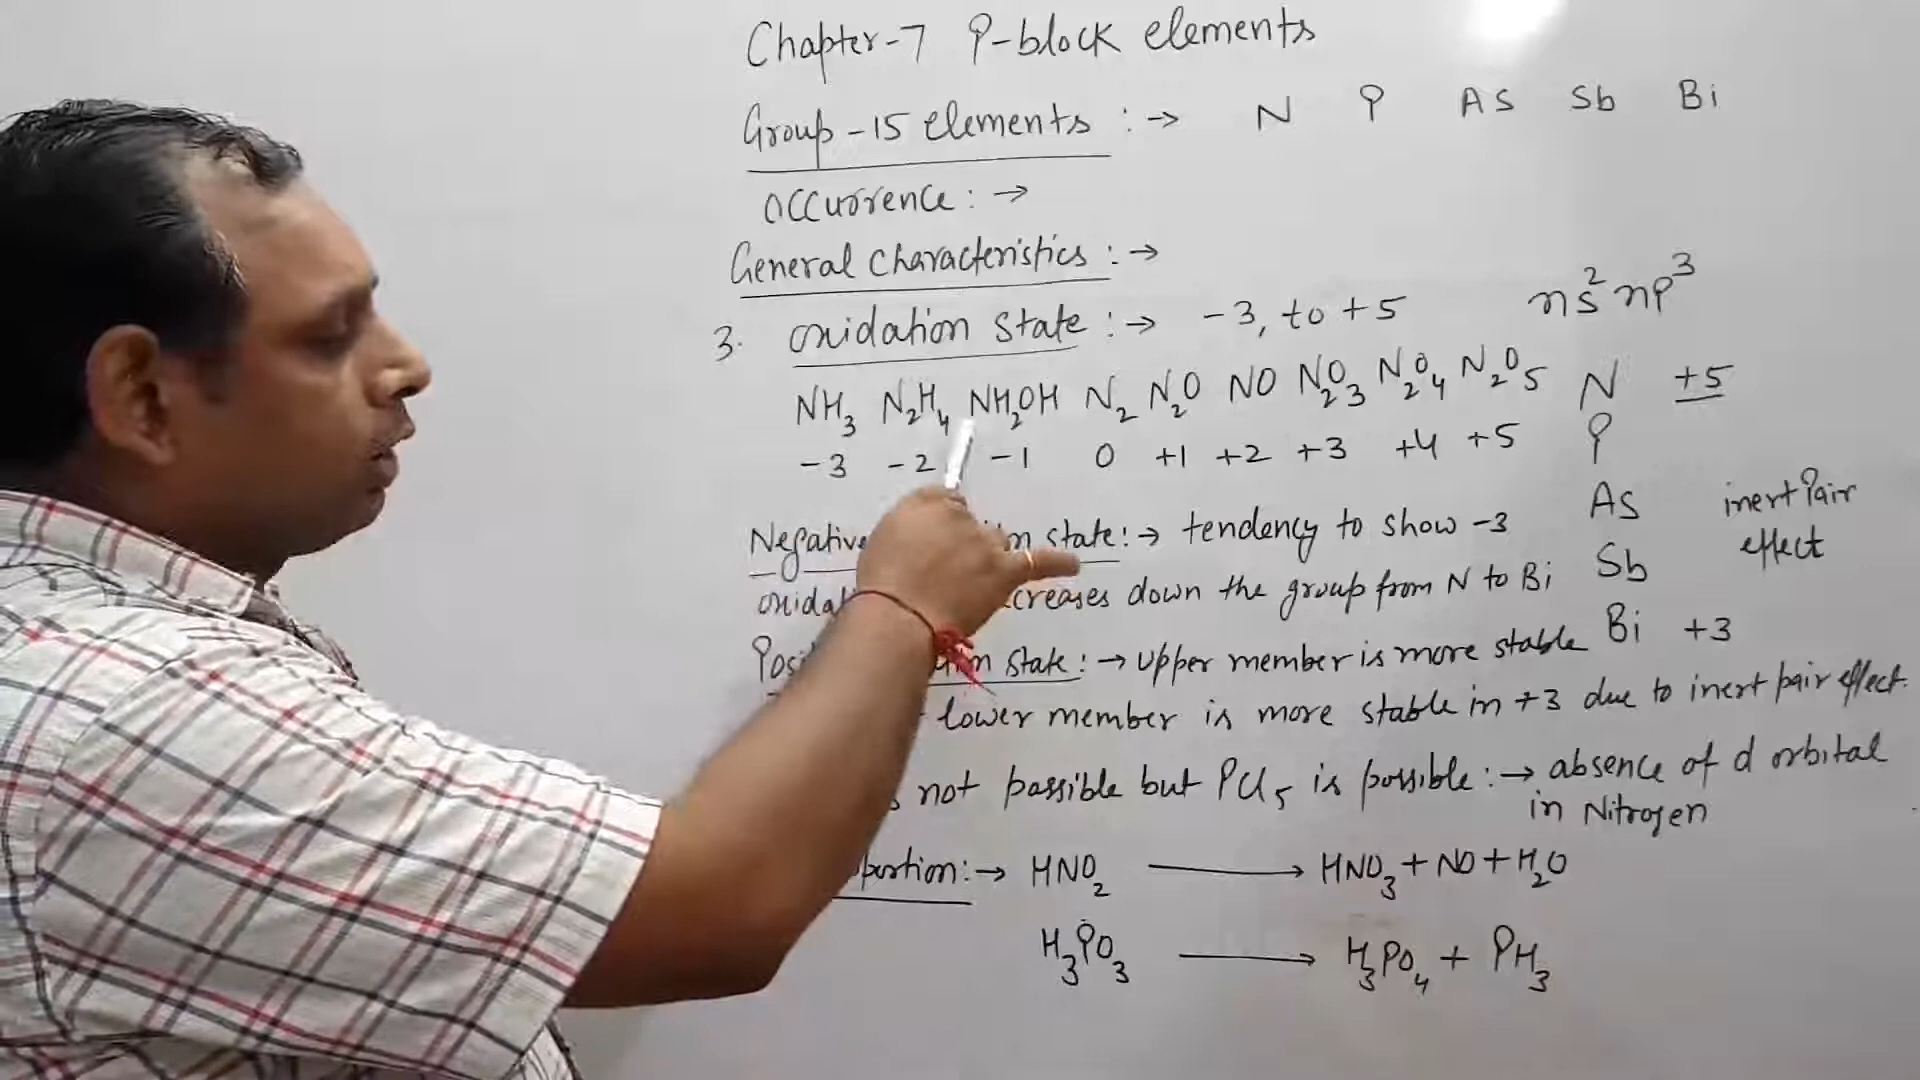 Chapter-7 P-block elements
Group-15 elements :→ N P As Sb Bi
Occurrence :→
General Characteristics :→
3. Oxidation State :→ -3, to +5 ns² np³
NH₃ N₂H₄ NH₂OH N₂ N₂O NO N₂O₃ N₂O₄ N₂O₅ N +5
-3 -2 -1 0 +1 +2 +3 +4 +5 P
As inert Pair
Negative state :→ tendency to show -3
effect
Sb
down the group from N to Bi
Bi +3
state :→ Upper member is more stable
lower member is more stable in +3 due to inert pair effect.
not possible but PCl₅ is possible :→ absence of d orbital
in Nitrogen
:→ HNO₂ → HNO₃ + NO + H₂O
H₃PO₃ → H₃PO₄ + PH₃